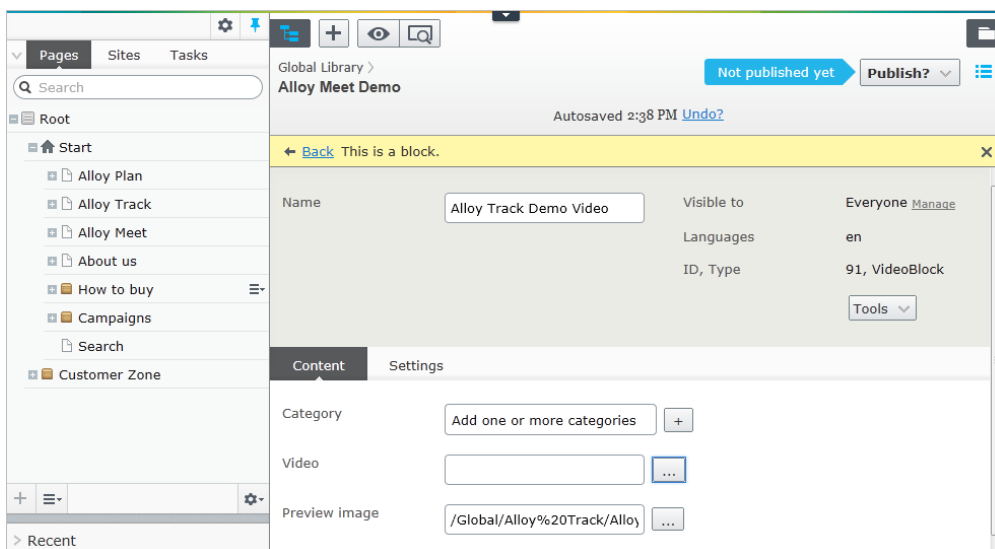 Pages Sites Tasks
Search
Root
Start
Alloy Plan
Alloy Track
Alloy Meet
About us
How to buy
Campaigns
Search
Customer Zone
> Recent
Global Library >
Alloy Meet Demo
Not published yet
Publish?
Autosaved 2:38 PM Undo?
Back This is a block.
Name Alloy Track Demo Video
Visible to Everyone Manage
Languages en
ID, Type 91, VideoBlock
Tools
Content Settings
Category Add one or more categories +
Video ...
Preview image /Global/Alloy%20Track/Alloy ...